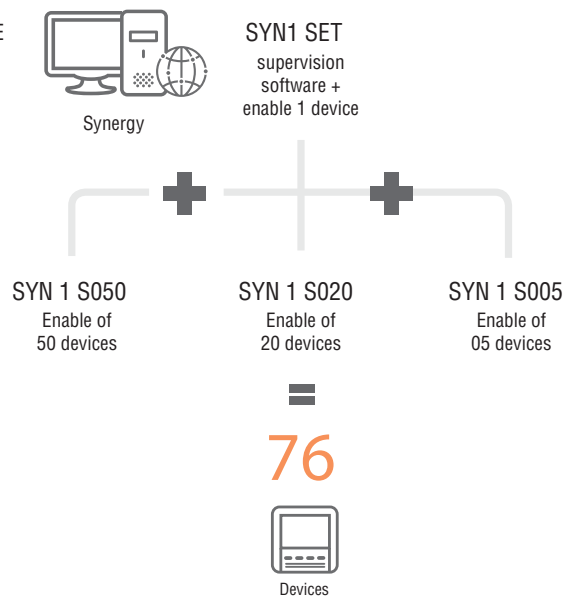 E
SYN1 SET
supervision
software +
enable 1 device
Synergy
SYN 1 S050
Enable of
50 devices
SYN 1 S020
Enable of
20 devices
SYN 1 S005
Enable of
05 devices
=
76
Devices